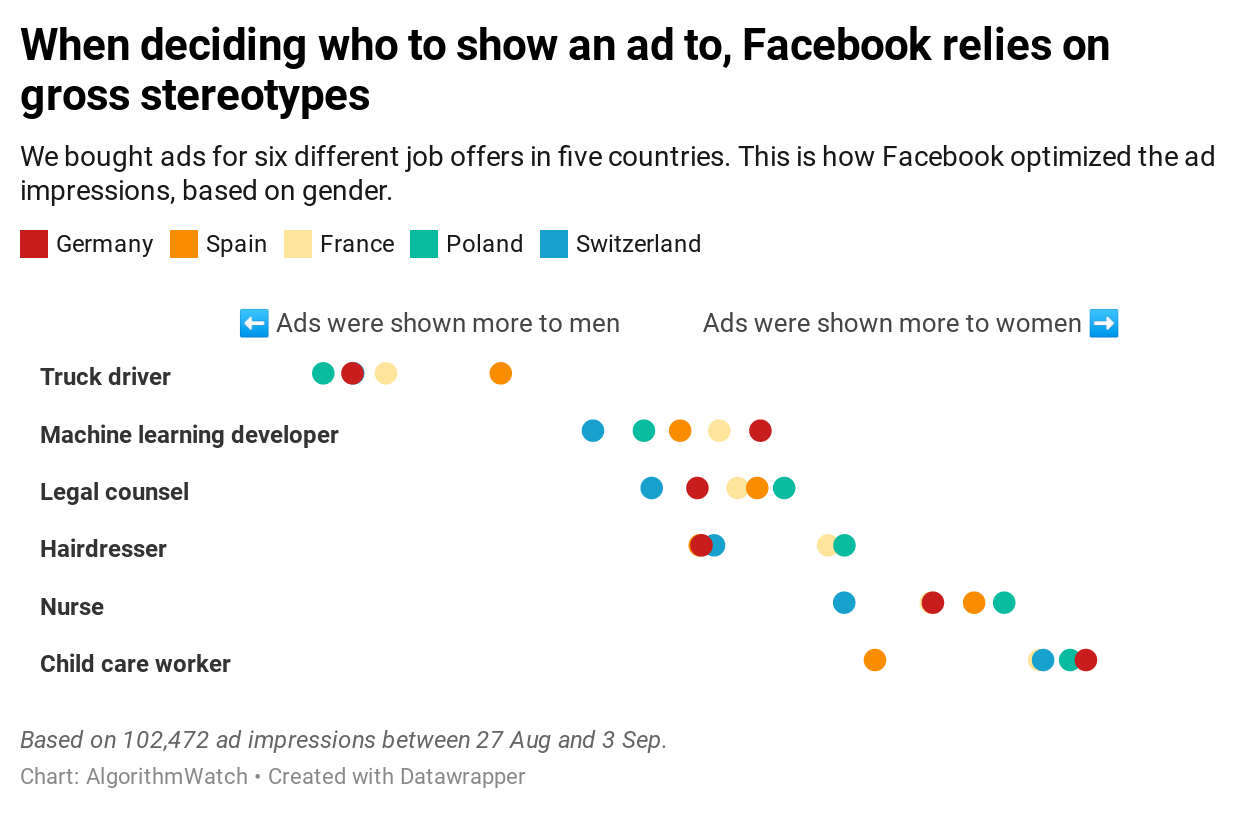 When deciding who to show an ad to, Facebook relies on
gross stereotypes
We bought ads for six different job offers in five countries. This is how Facebook optimized the ad
impressions, based on gender.
Germany Spain France Poland Switzerland
⬅️ Ads were shown more to men Ads were shown more to women ➡️
Truck driver
Machine learning developer
Legal counsel
Hairdresser
Nurse
Child care worker
Based on 102,472 ad impressions between 27 Aug and 3 Sep.
Chart: AlgorithmWatch • Created with Datawrapper